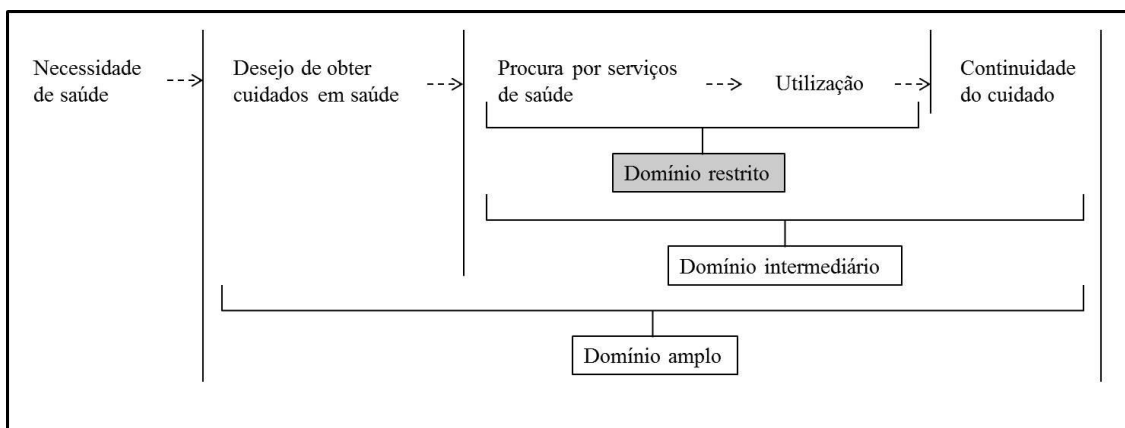 Necessidade
de saúde
Desejo de obter
cuidados em saúde
Procura por serviços
de saúde
Utilização
Continuidade
do cuidado
Domínio restrito
Domínio intermediário
Domínio amplo